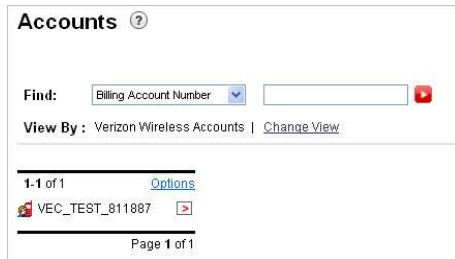 Accounts ?
Find: Billing Account Number
View By : Verizon Wireless Accounts | Change View
1-1 of 1 Options
VEC_TEST_811887 >
Page 1 of 1